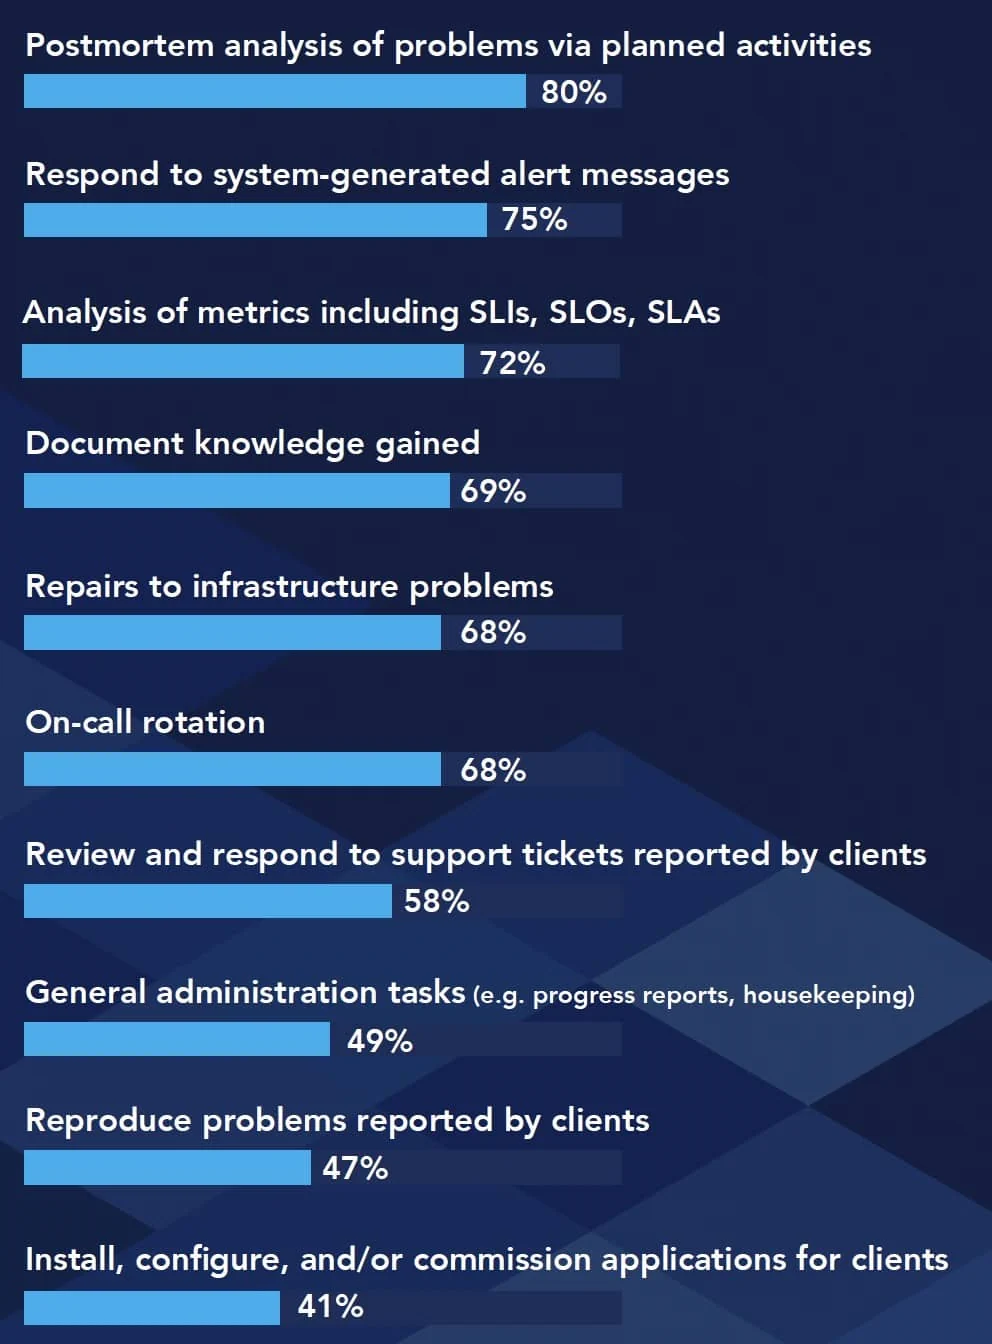 Postmortem analysis of problems via planned activities
80%
Respond to system-generated alert messages
75%
Analysis of metrics including SLIs, SLOs, SLAs
72%
Document knowledge gained
69%
Repairs to infrastructure problems
68%
On-call rotation
68%
Review and respond to support tickets reported by clients
58%
General administration tasks (e.g. progress reports, housekeeping)
49%
Reproduce problems reported by clients
47%
Install, configure, and/or commission applications for clients
41%